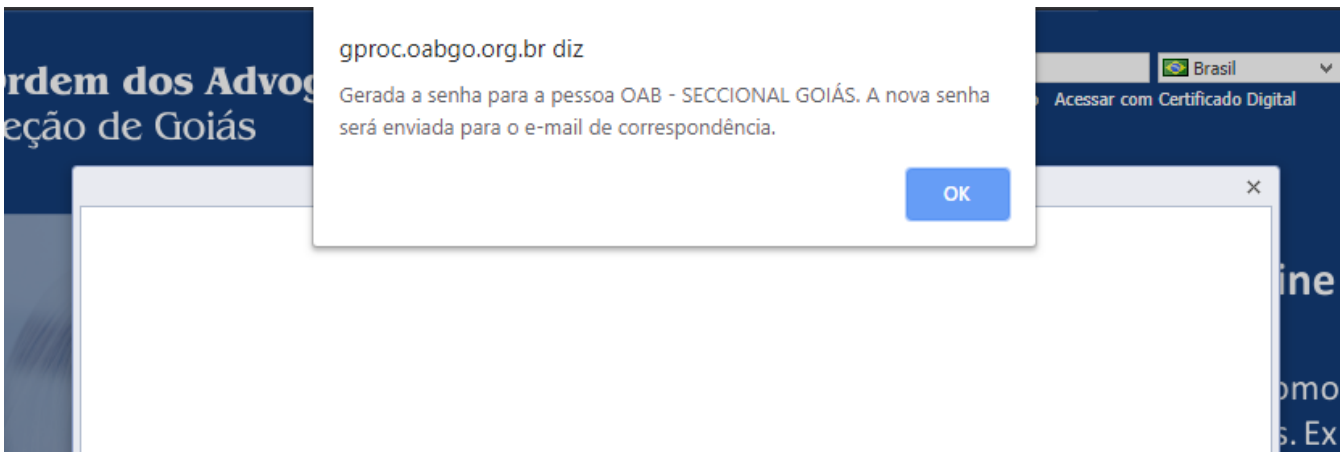 gproc.oabgo.org.br diz
Gerada a senha para a pessoa OAB - SECCIONAL GOIÁS. A nova senha
será enviada para o e-mail de correspondência.
OK
rdem dos Advog
eção de Goiás
Brasil
Acessar com Certificado Digital
×
ine
omo
s. Ex